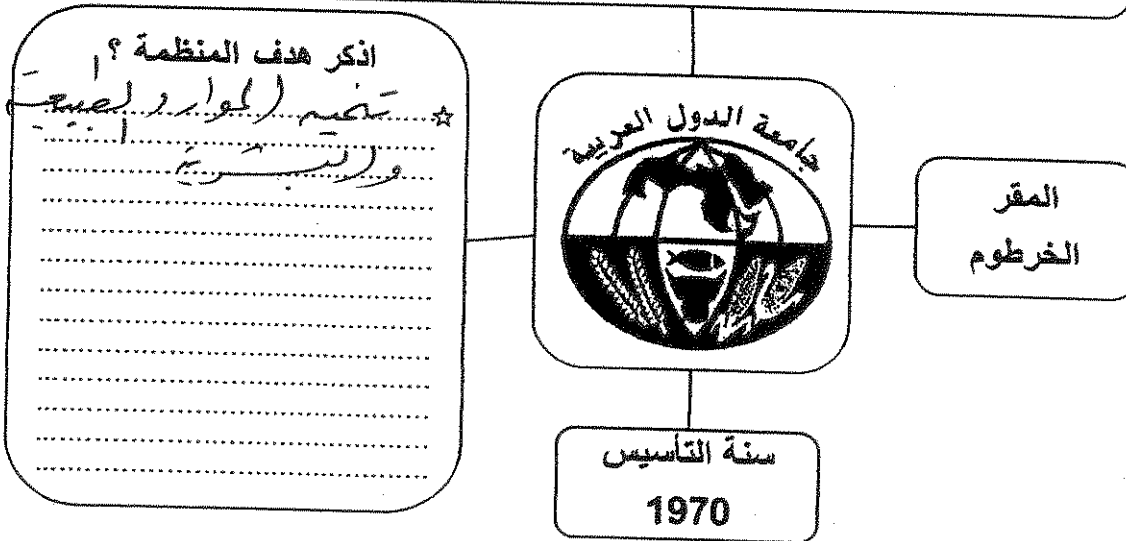 اذكر هدف المنظمة ؟
☆ تنمية الموارد الطبيعية
والبشرية
جامعة الدول العربية
المقر
الخرطوم
سنة التأسيس
1970